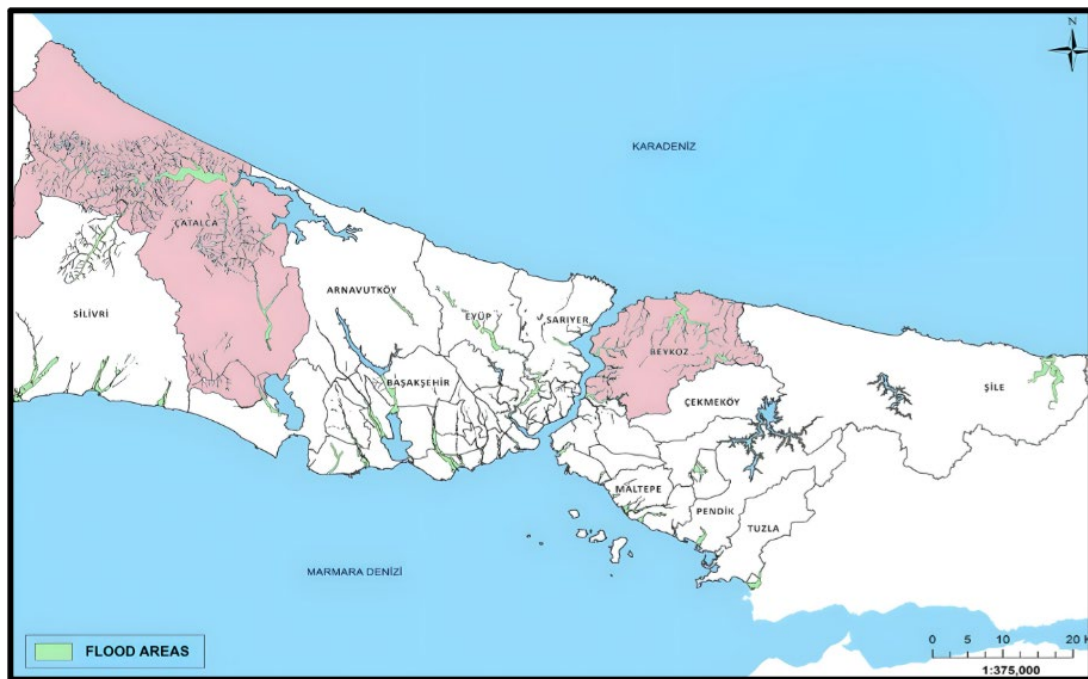 N
KARADENİZ
ÇATALCA
SİLİVRİ
ARNAVUTKÖY
EYÜP
SARIYER
BEYKOZ
BAŞAKŞEHİR
ÇEKMEKÖY
ŞİLE
MALTEPE
PENDİK
TUZLA
MARMARA DENİZİ
FLOOD AREAS
0 5 10 20 K
1:375,000